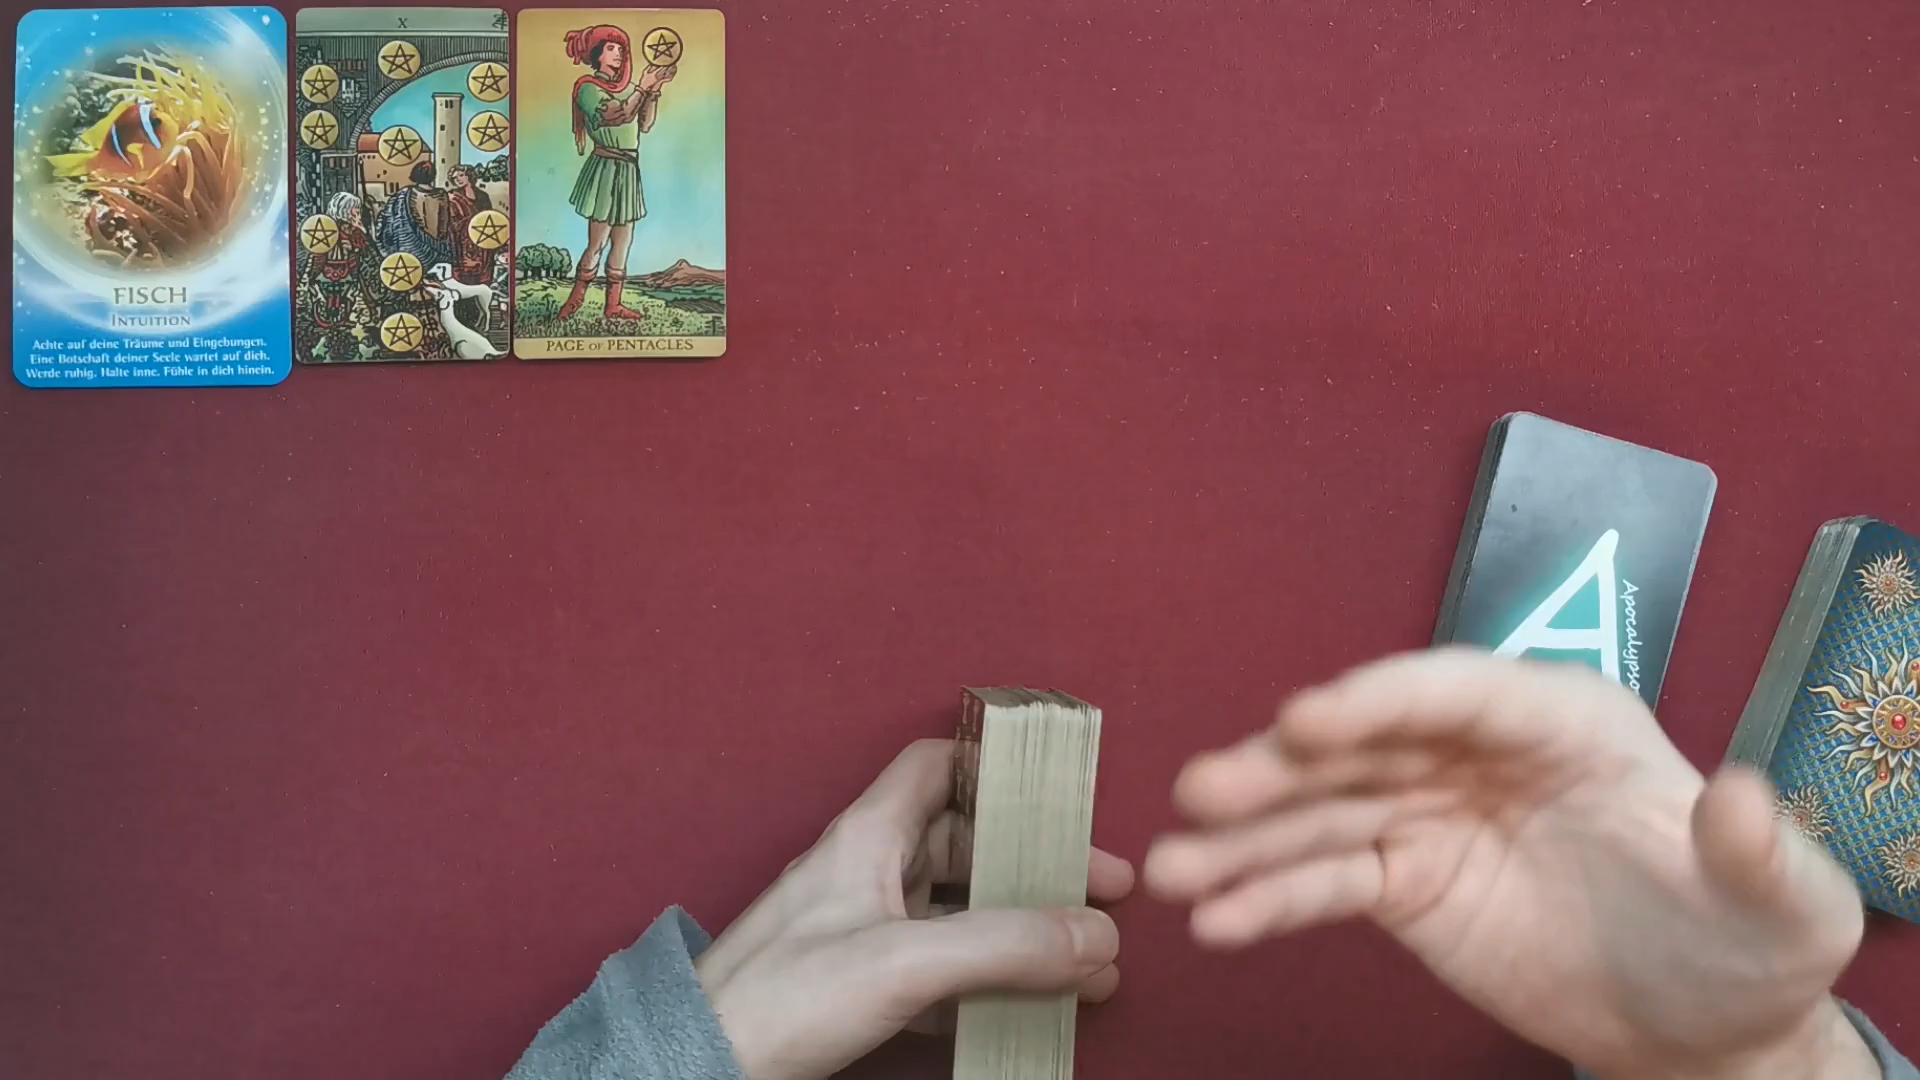 FISCH
INTUITION
Achte auf deine Träume und Eingebungen.
Eine Botschaft deiner Seele wartet auf dich.
Werde ruhig. Halte inne. Fühle in dich hinein.
X
PAGE OF PENTACLES
A
Apocalypso